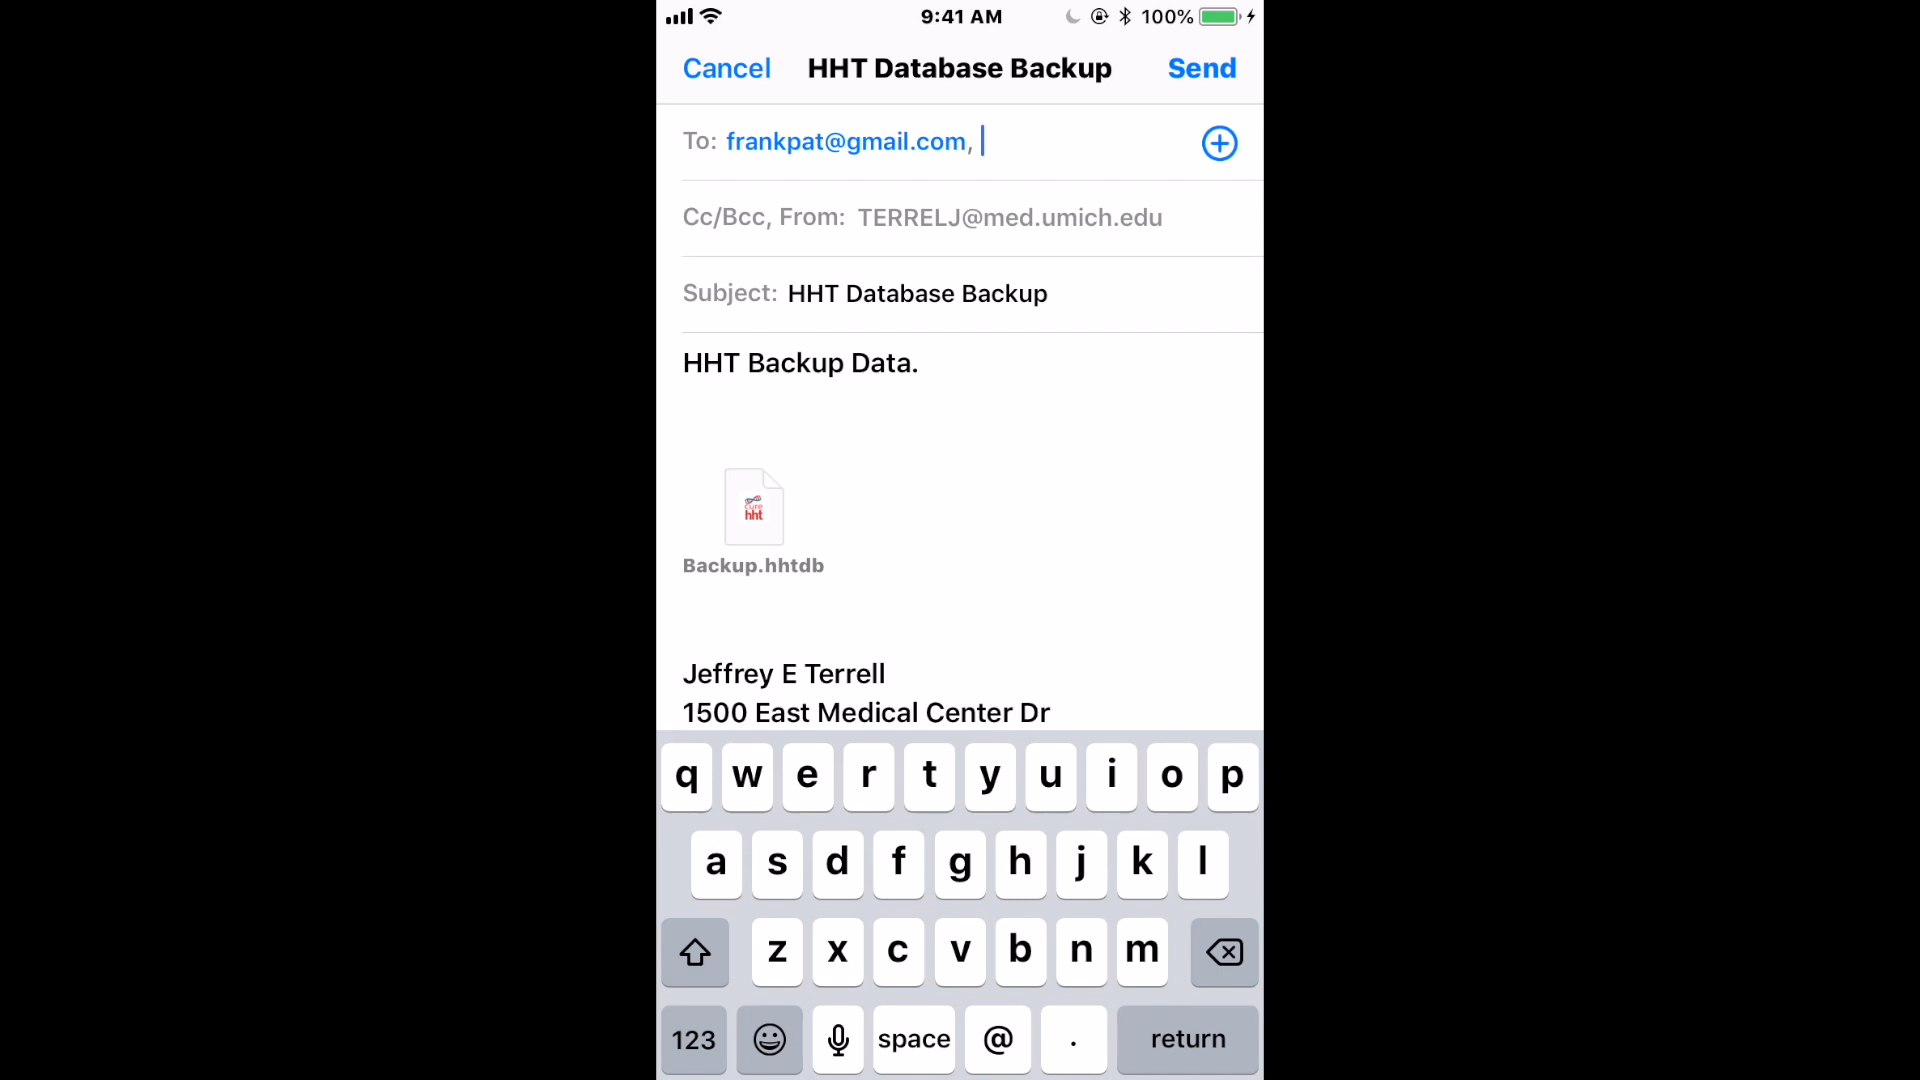 9:41 AM 100%
Cancel HHT Database Backup Send
To: frankpat@gmail.com,
Cc/Bcc, From: TERRELJ@med.umich.edu
Subject: HHT Database Backup
HHT Backup Data.
cure
hht
Backup.hhtdb
Jeffrey E Terrell
1500 East Medical Center Dr
q w e r t y u i o p
a s d f g h j k l
z x c v b n m
123 space @ . return